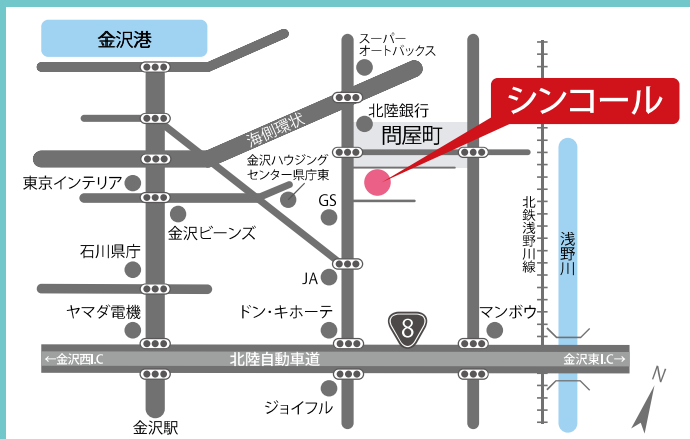 金沢港
スーパー
オートバックス
シンコール
北陸銀行
問屋町
海側環状
金沢ハウジング
センター県庁東
東京インテリア
GS
金沢ビーンズ
北鉄浅野川線
浅野川
石川県庁
JA
ヤマダ電機
ドン・キホーテ
8
マンボウ
←金沢西I.C
北陸自動車道
金沢東I.C→
N
ジョイフル
金沢駅